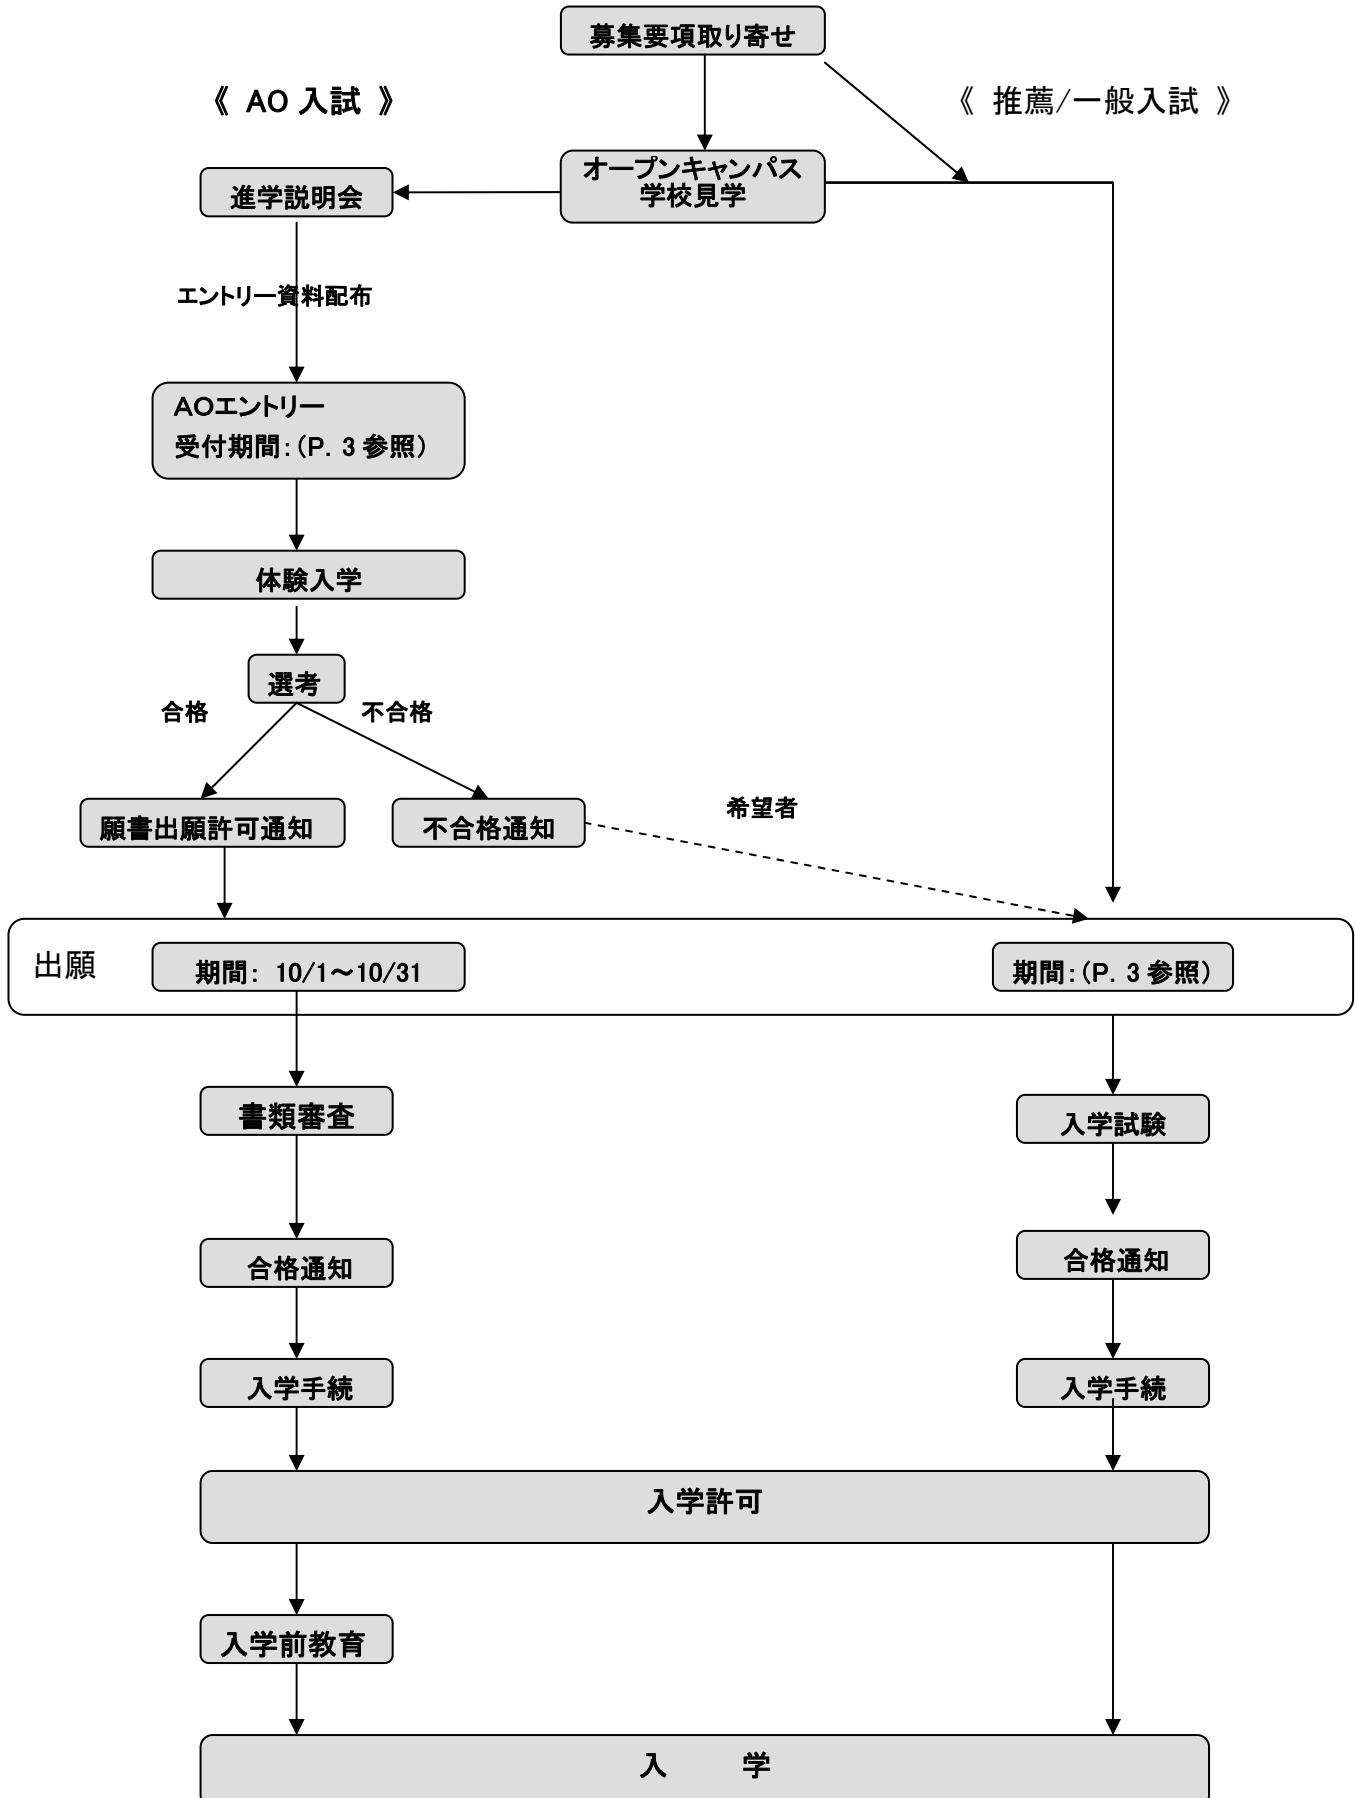 募集要項取り寄せ
《 AO 入試 》
《 推薦/一般入試 》
オープンキャンパス
学校見学
進学説明会
エントリー資料配布
AOエントリー
受付期間：（P．3 参照）
体験入学
選考
合格
不合格
願書出願許可通知
不合格通知
希望者
出願
期間： 10/1～10/31
期間：（P．3 参照）
書類審査
入学試験
合格通知
合格通知
入学手続
入学手続
入学許可
入学前教育
入　　学